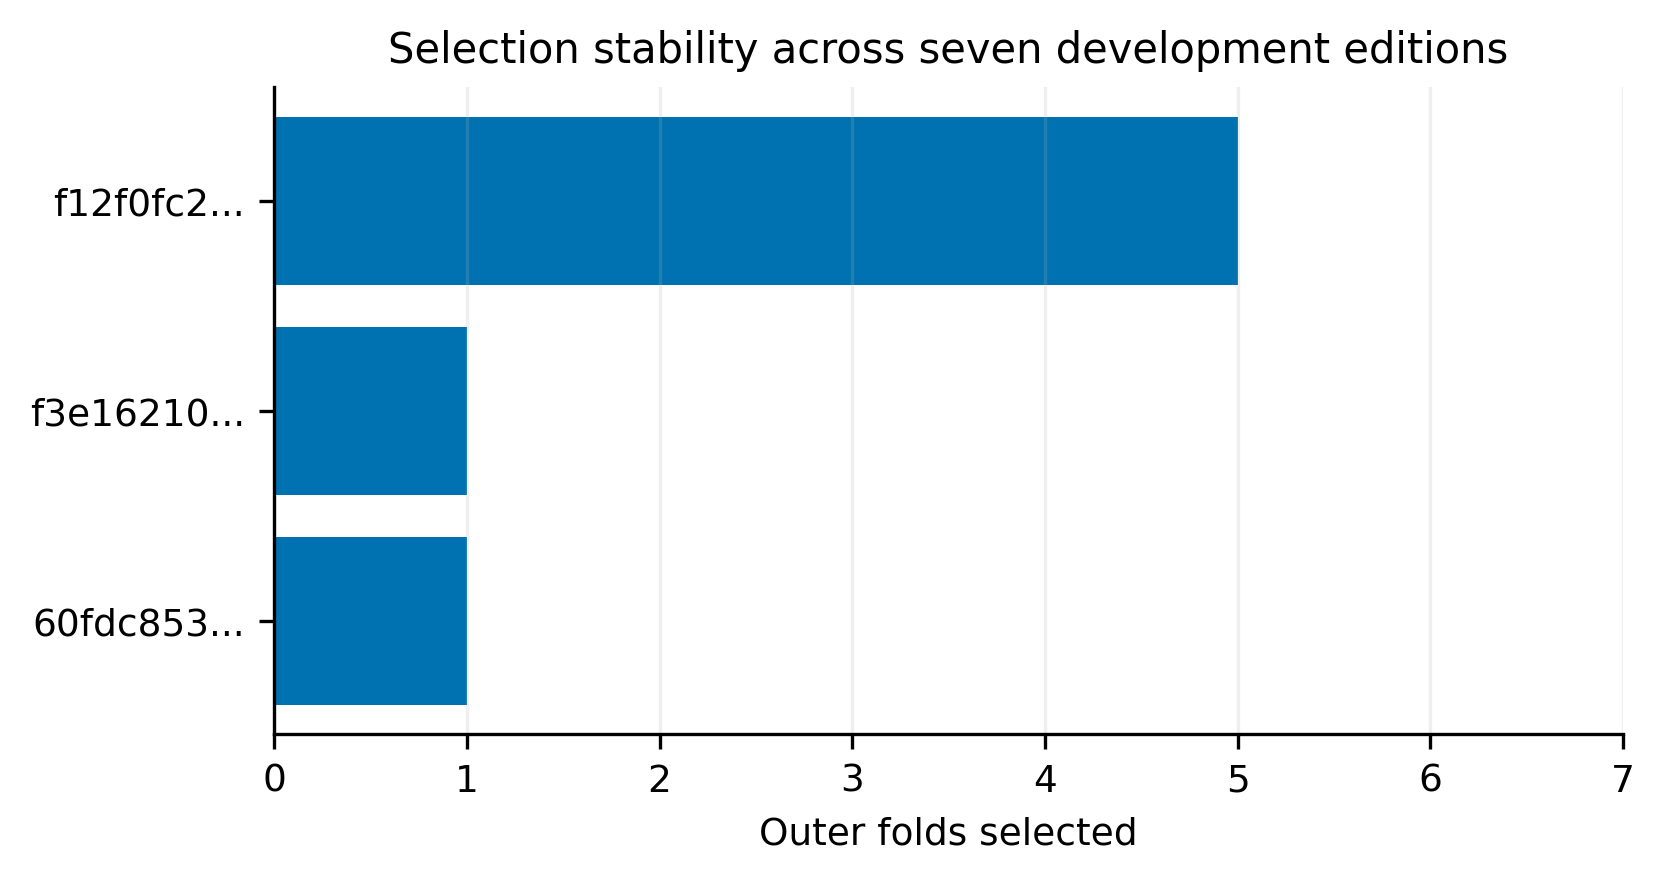 Selection stability across seven development editions
f12f0fc2...
f3e16210...
60fdc853...
0 1 2 3 4 5 6 7
Outer folds selected